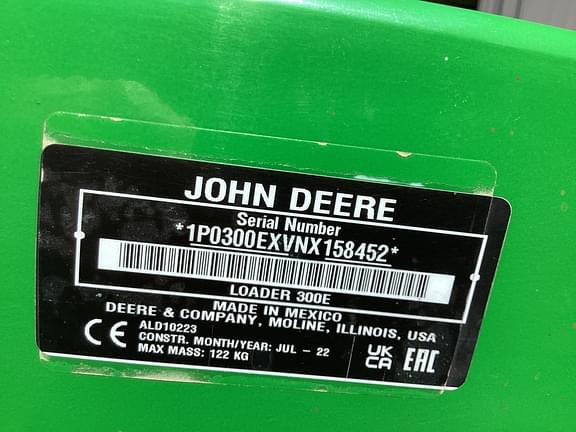 JOHN DEERE
Serial Number
*1P0300EXVNX158452*
LOADER 300E
MADE IN MEXICO
DEERE & COMPANY, MOLINE, ILLINOIS, USA
ALD10223
CONSTR. MONTH/YEAR: JUL - 22
MAX MASS: 122 KG
CE
UK
CA
EAC